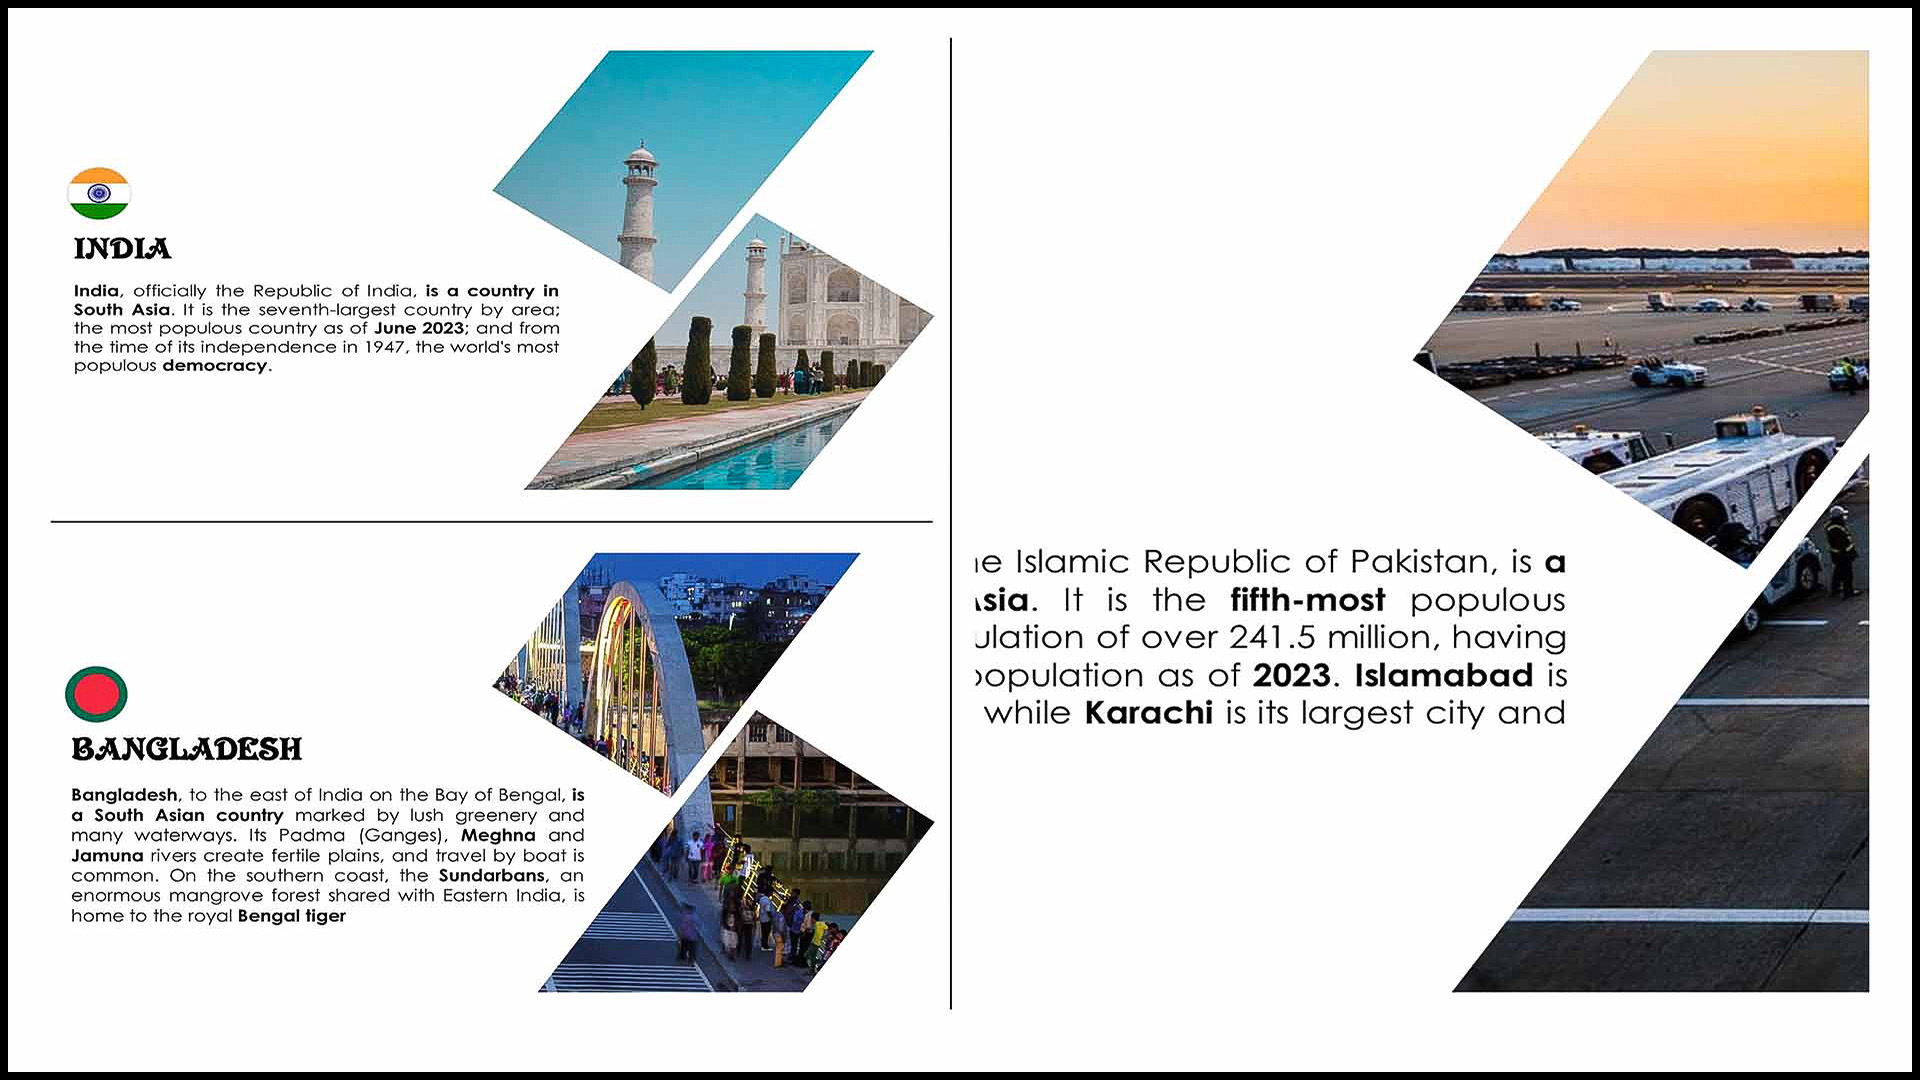 INDIA
India, officially the Republic of India, is a country in
South Asia. It is the seventh-largest country by area;
the most populous country as of June 2023; and from
the time of its independence in 1947, the world's most
populous democracy.
BANGLADESH
Bangladesh, to the east of India on the Bay of Bengal, is
a South Asian country marked by lush greenery and
many waterways. Its Padma (Ganges), Meghna and
Jamuna rivers create fertile plains, and travel by boat is
common. On the southern coast, the Sundarbans, an
enormous mangrove forest shared with Eastern India, is
home to the royal Bengal tiger
Islamic Republic of Pakistan, is a
. It is the fifth-most populous
of over 241.5 million, having
population as of 2023. Islamabad is
while Karachi is its largest city and